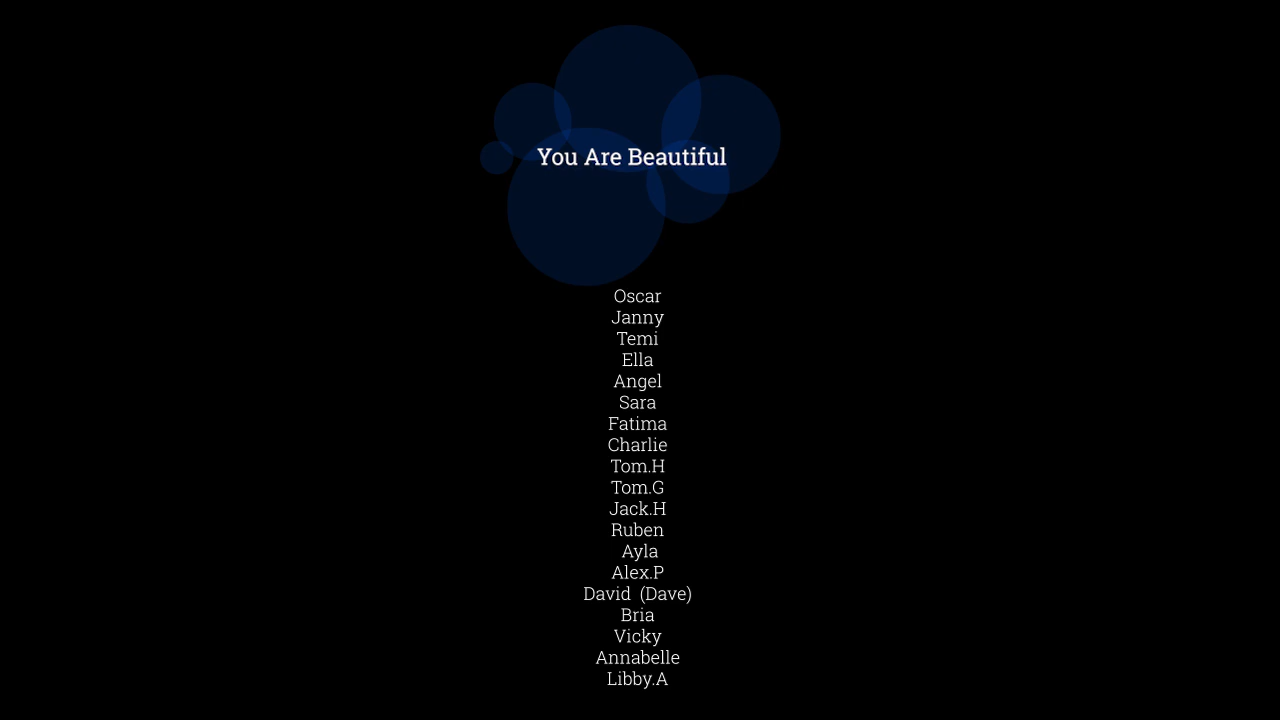 You Are Beautiful
Oscar
Janny
Temi
Ella
Angel
Sara
Fatima
Charlie
Tom.H
Tom.G
Jack.H
Ruben
Ayla
Alex.P
David (Dave)
Bria
Vicky
Annabelle
Libby.A